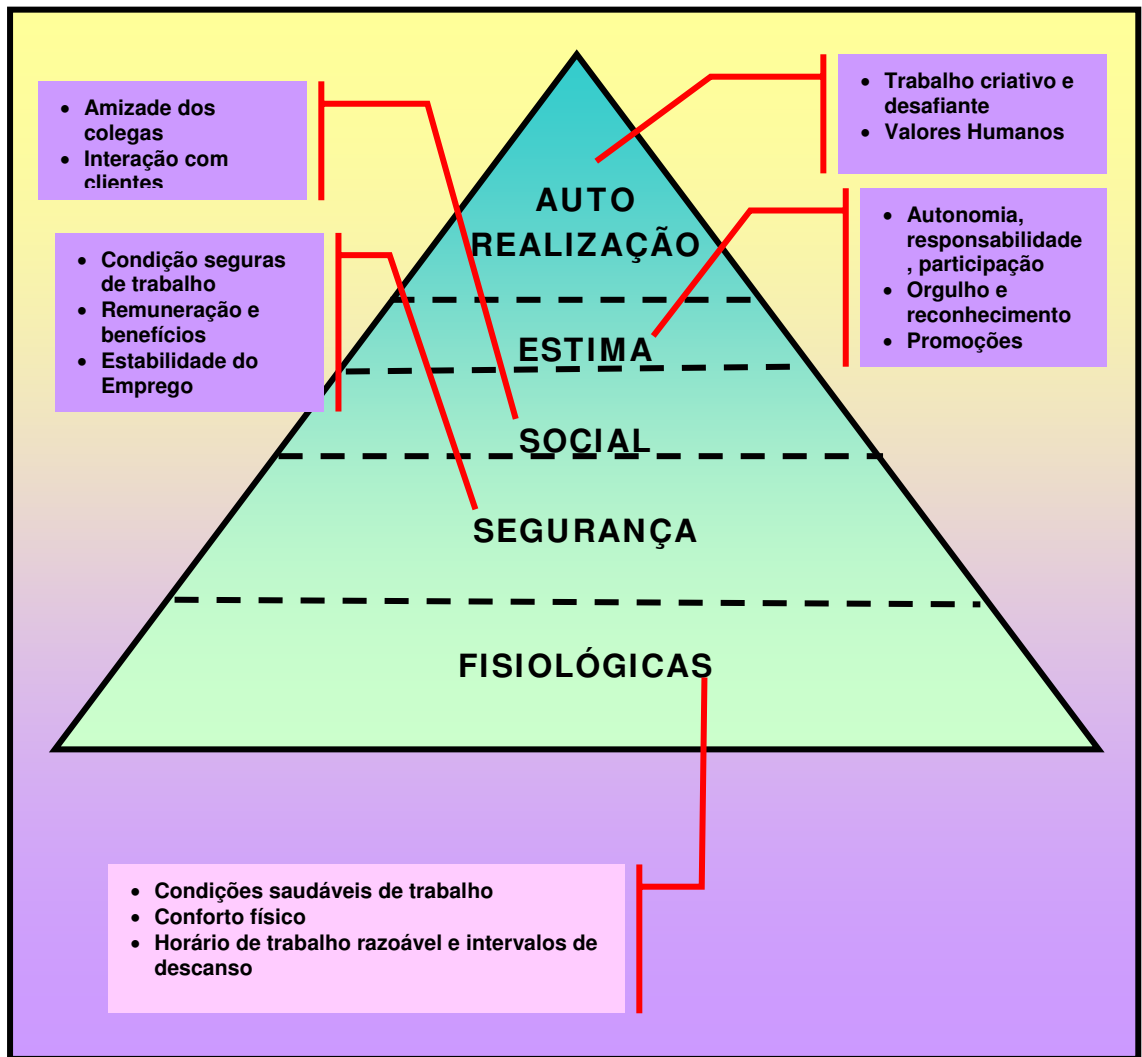 • Amizade dos
colegas
• Interação com
clientes
• Trabalho criativo e
desafiante
• Valores Humanos
AUTO
REALIZAÇÃO
• Autonomia,
responsabilidade
, participação
• Orgulho e
reconhecimento
• Promoções
• Condição seguras
de trabalho
• Remuneração e
benefícios
• Estabilidade do
Emprego
ESTIMA
SOCIAL
SEGURANÇA
FISIOLÓGICAS
• Condições saudáveis de trabalho
• Conforto físico
• Horário de trabalho razoável e intervalos de
descanso